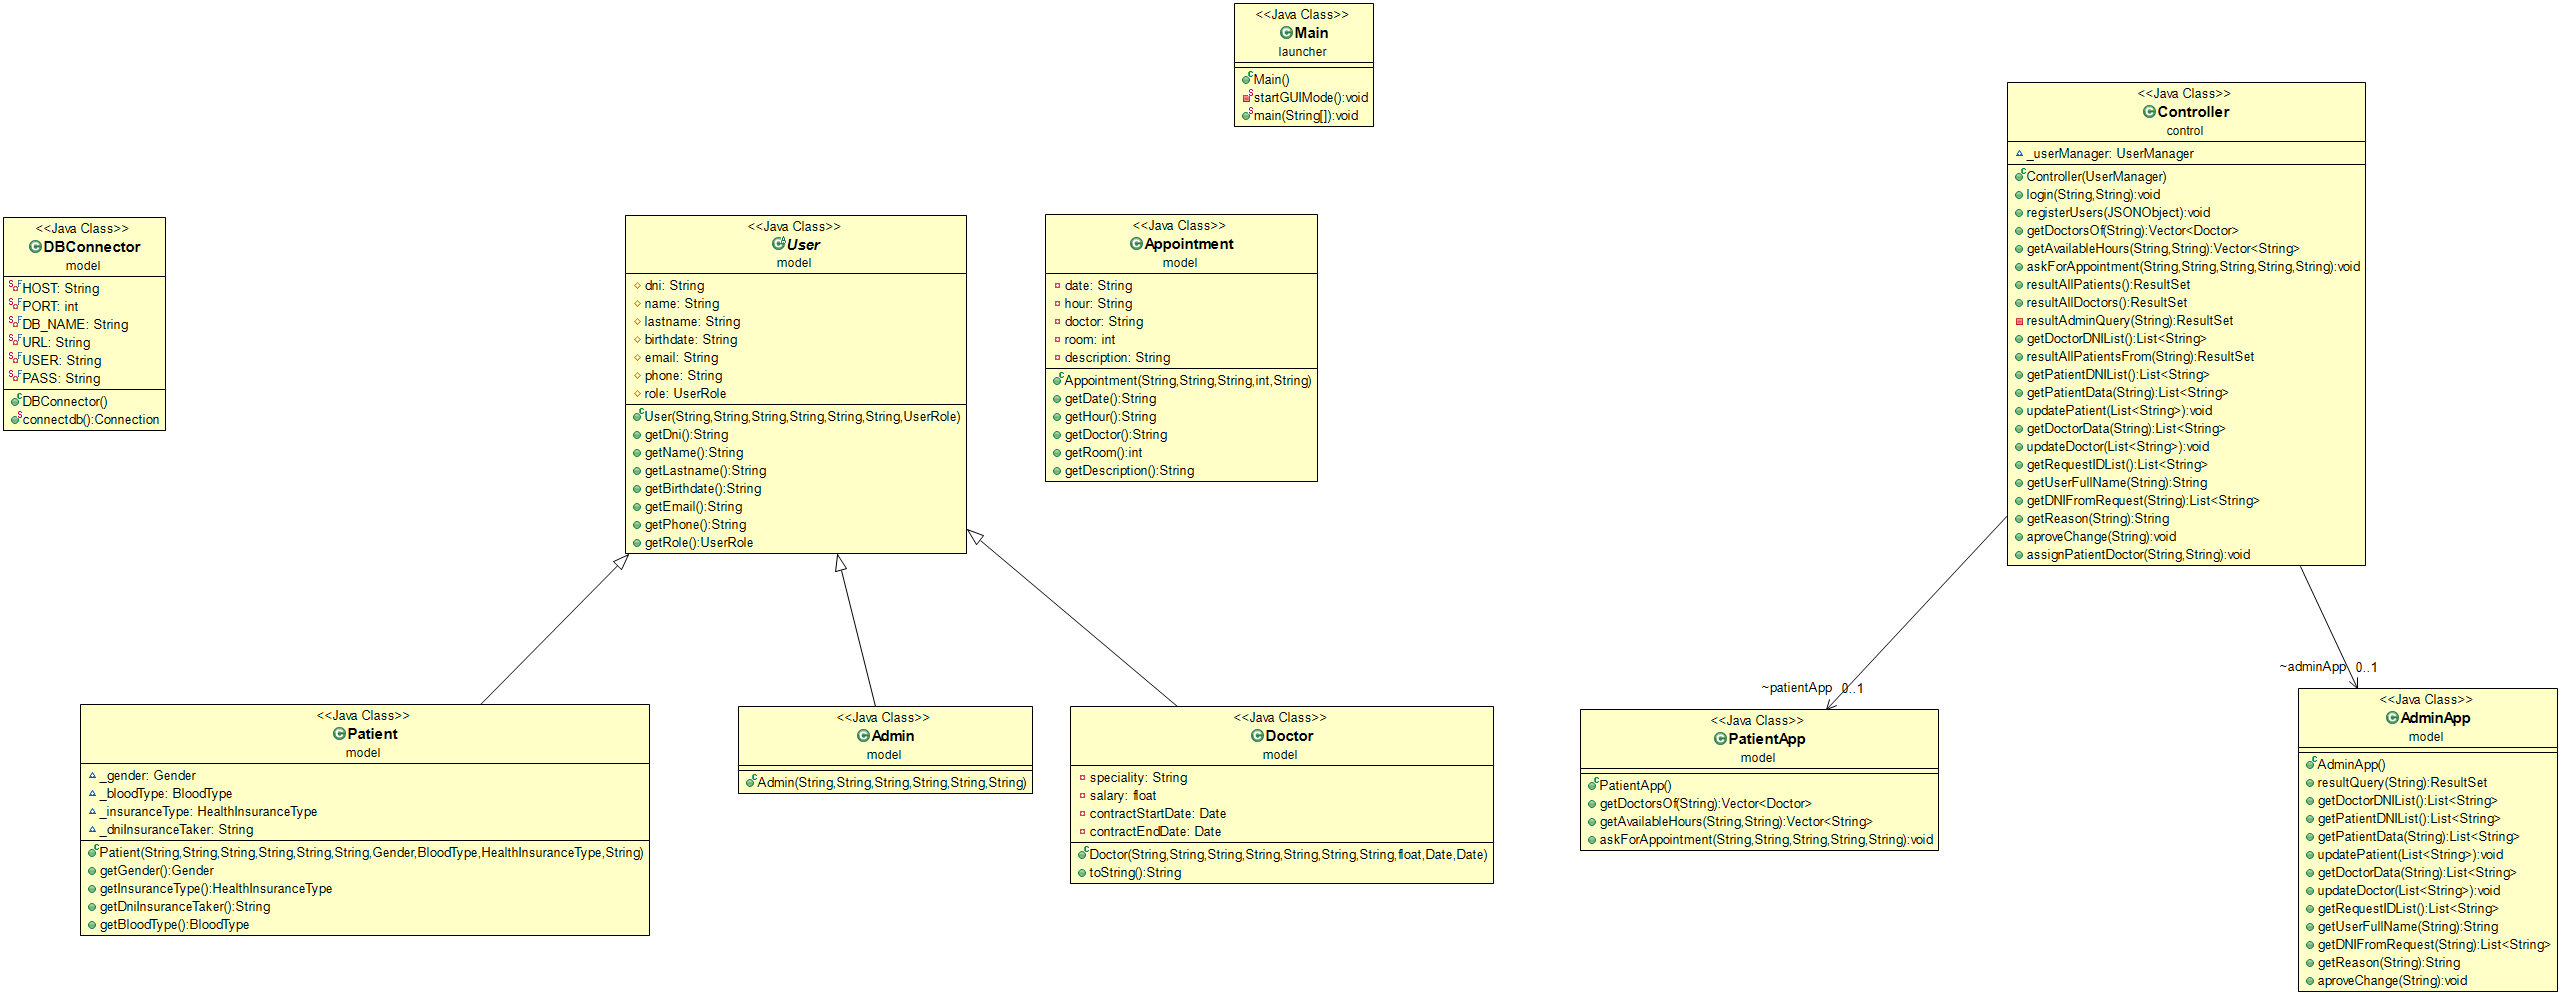 <<Java Class>>
Main
launcher
Main()
startGUIMode():void
main(String[]):void
<<Java Class>>
Controller
control
_userManager: UserManager
Controller(UserManager)
login(String,String):void
registerUsers(JSONObject):void
getDoctorsOf(String):Vector<Doctor>
getAvailableHours(String,String):Vector<String>
askForAppointment(String,String,String,String,String):void
resultAllPatients():ResultSet
resultAllDoctors():ResultSet
resultAdminQuery(String):ResultSet
getDoctorDNIList():List<String>
resultAllPatientsFrom(String):ResultSet
getPatientDNIList():List<String>
getPatientData(String):List<String>
updatePatient(List<String>):void
getDoctorData(String):List<String>
updateDoctor(List<String>):void
getRequestIDList():List<String>
getUserFullName(String):String
getDNIFromRequest(String):List<String>
getReason(String):String
aproveChange(String):void
assignPatientDoctor(String,String):void
<<Java Class>>
DBConnector
model
HOST: String
PORT: int
DB_NAME: String
URL: String
USER: String
PASS: String
DBConnector()
connectdb():Connection
<<Java Class>>
User
model
dni: String
name: String
lastname: String
birthdate: String
email: String
phone: String
role: UserRole
User(String,String,String,String,String,String,UserRole)
getDni():String
getName():String
getLastname():String
getBirthdate():String
getEmail():String
getPhone():String
getRole():UserRole
<<Java Class>>
Appointment
model
date: String
hour: String
doctor: String
room: int
description: String
Appointment(String,String,String,int,String)
getDate():String
getHour():String
getDoctor():String
getRoom():int
getDescription():String
~patientApp 0..1
~adminApp 0..1
<<Java Class>>
Patient
model
_gender: Gender
_bloodType: BloodType
_insuranceType: HealthInsuranceType
_dniInsuranceTaker: String
Patient(String,String,String,String,String,String,Gender,BloodType,HealthInsuranceType,String)
getGender():Gender
getInsuranceType():HealthInsuranceType
getDniInsuranceTaker():String
getBloodType():BloodType
<<Java Class>>
Admin
model
Admin(String,String,String,String,String,String)
<<Java Class>>
Doctor
model
speciality: String
salary: float
contractStartDate: Date
contractEndDate: Date
Doctor(String,String,String,String,String,String,String,float,Date,Date)
toString():String
<<Java Class>>
PatientApp
model
PatientApp()
getDoctorsOf(String):Vector<Doctor>
getAvailableHours(String,String):Vector<String>
askForAppointment(String,String,String,String,String):void
<<Java Class>>
AdminApp
model
AdminApp()
resultQuery(String):ResultSet
getDoctorDNIList():List<String>
getPatientDNIList():List<String>
getPatientData(String):List<String>
updatePatient(List<String>):void
getDoctorData(String):List<String>
updateDoctor(List<String>):void
getRequestIDList():List<String>
getUserFullName(String):String
getDNIFromRequest(String):List<String>
getReason(String):String
aproveChange(String):void